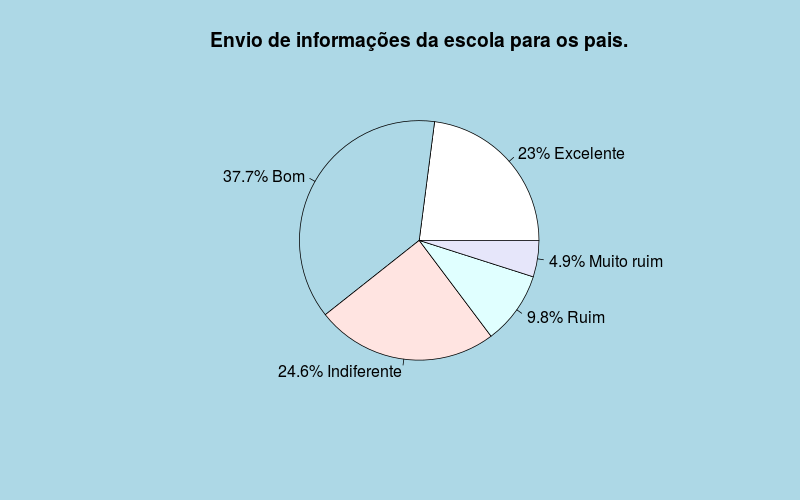 Envio de informações da escola para os pais.
23% Excelente
37.7% Bom
4.9% Muito ruim
9.8% Ruim
24.6% Indiferente